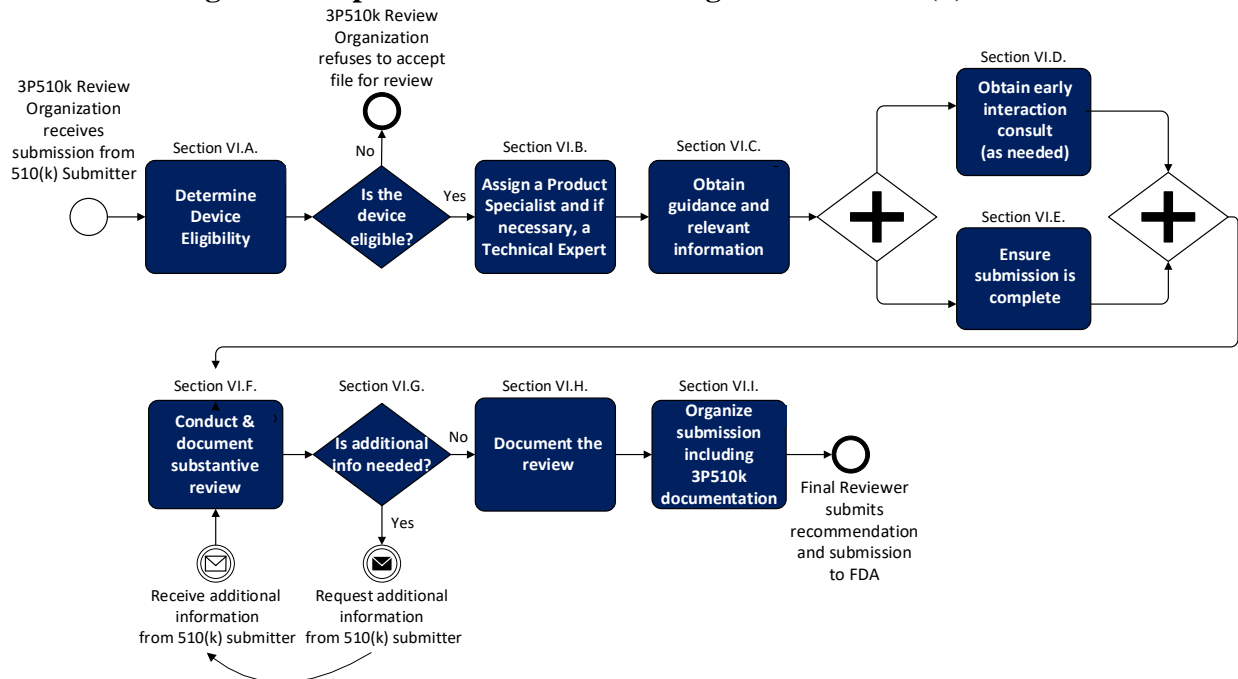 3P510k Review
Organization
refuses to accept
file for review
3P510k Review
Organization
receives
submission from
510(k) Submitter
Section VI.A.
Determine
Device
Eligibility
No
Is the
device
eligible?
Yes
Section VI.B.
Assign a Product
Specialist and if
necessary, a
Technical Expert
Section VI.C.
Obtain
guidance and
relevant
information
Section VI.D.
Obtain early
interaction
consult
(as needed)
Section VI.E.
Ensure
submission is
complete
Section VI.F.
Conduct &
document
substantive
review
Section VI.G.
Is additional
info needed?
No
Yes
Section VI.H.
Document the
review
Section VI.I.
Organize
submission
including
3P510k
documentation
Final Reviewer
submits
recommendation
and submission
to FDA
Receive additional
information
from 510(k) submitter
Request additional
information
from 510(k) submitter